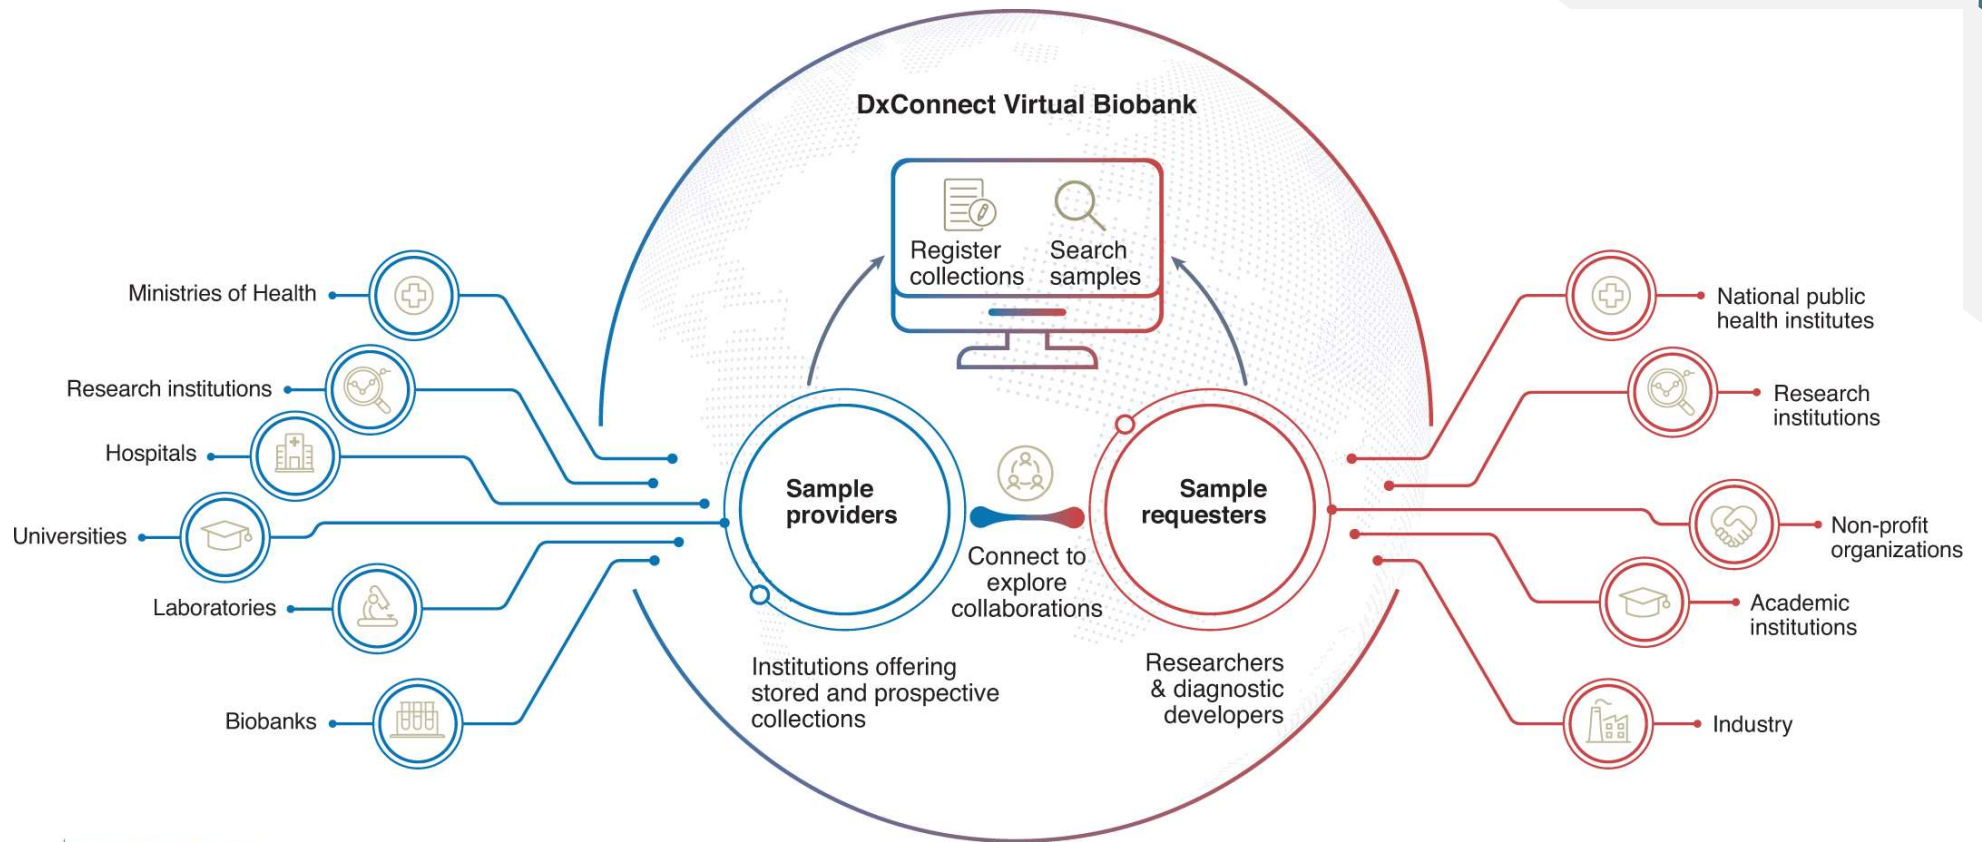 DxConnect Virtual Biobank
Register
collections
Search
samples
Ministries of Health
Research institutions
Hospitals
Universities
Laboratories
Biobanks
Sample
providers
Institutions offering
stored and prospective
collections
Connect to
explore
collaborations
Sample
requesters
Researchers
& diagnostic
developers
National public
health institutes
Research
institutions
Non-profit
organizations
Academic
institutions
Industry